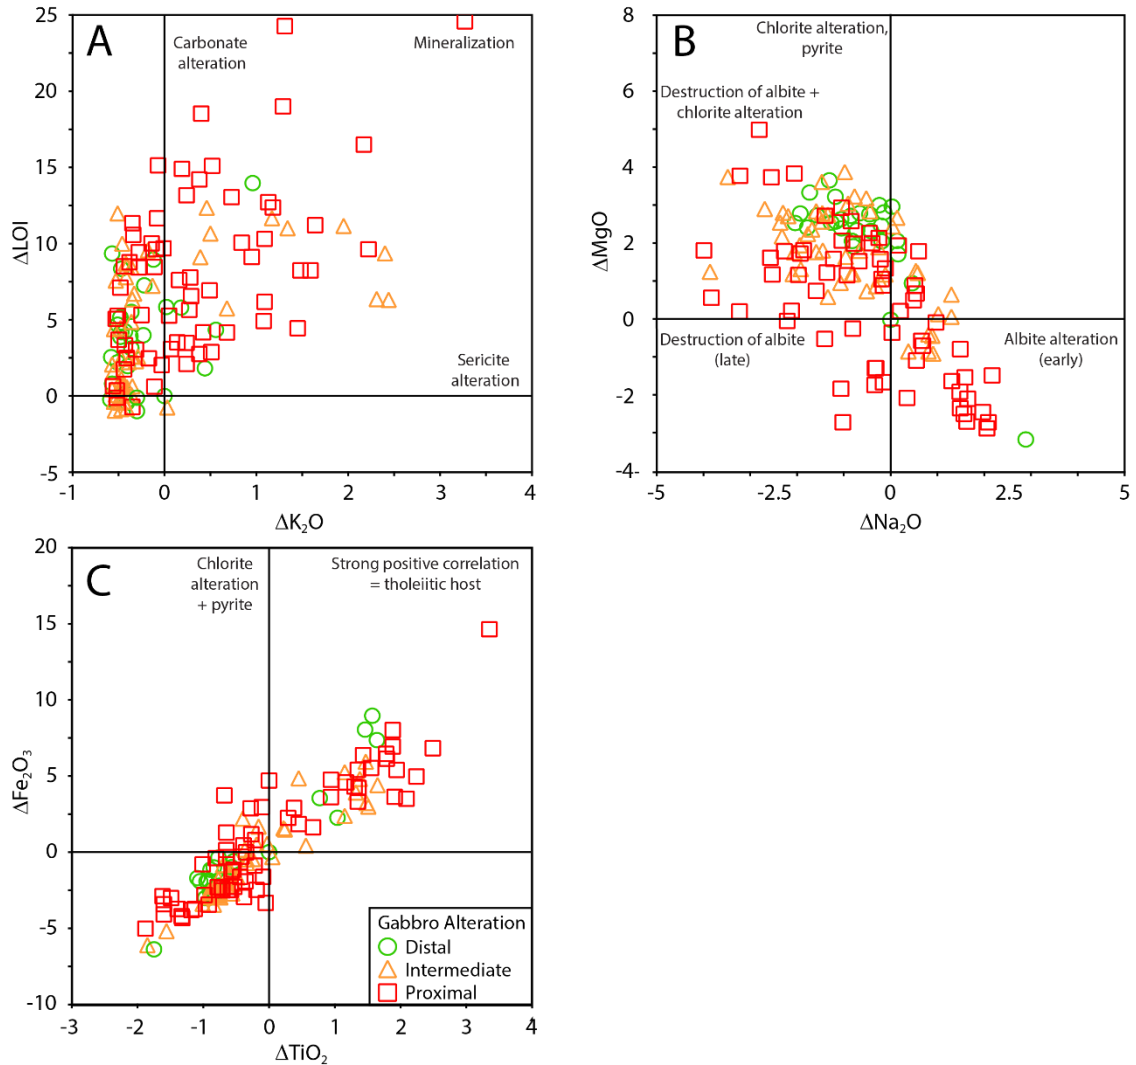 A
Carbonate
alteration
Mineralization
Sericite
alteration
25
20
15
10
5
0
-5
-1
0
1
2
3
4
ΔLOI
ΔK₂O
B
Chlorite alteration,
pyrite
Destruction of albite +
chlorite alteration
Destruction of albite
(late)
Albite alteration
(early)
8
6
4
2
0
-2
-4
-5
-2.5
0
2.5
5
ΔMgO
ΔNa₂O
C
Chlorite
alteration
+ pyrite
Strong positive correlation
= tholeiitic host
20
15
10
5
0
-5
-10
-3
-2
-1
0
1
2
3
4
ΔFe₂O₃
ΔTiO₂
Gabbro Alteration
Distal
Intermediate
Proximal